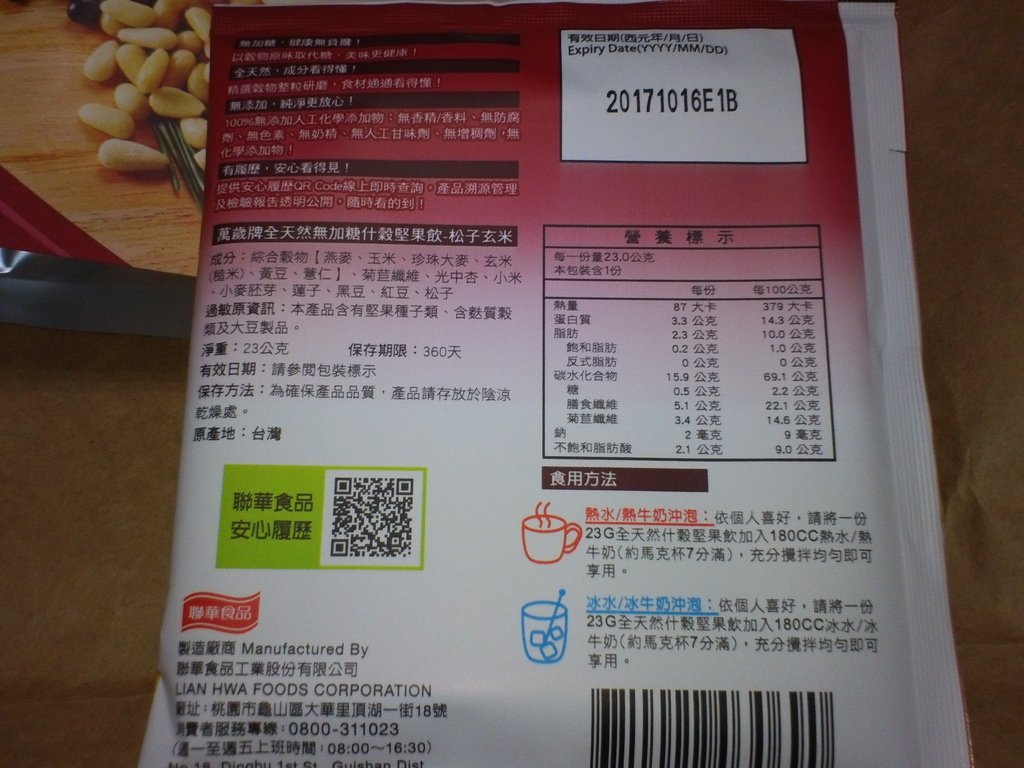 無加糖，健康無負擔！
以穀物原味取代糖，美味更健康！
全天然，成分看得懂！
精選穀物整粒研磨，食材通通看得懂！
無添加，純淨更放心！
100%無添加人工化學添加物：無香精/香料、無防腐
劑、無色素、無奶精、無人工甘味劑、無增稠劑，無
化學添加物！
有履歷，安心看得見！
提供安心履歷QR Code線上即時查詢，產品溯源管理
及檢驗報告透明公開，隨時看的到！
萬歲牌全天然無加糖什穀堅果飲-松子玄米
成分：綜合穀物【燕麥、玉米、珍珠大麥、玄米
(糙米)、黃豆、薏仁】、菊苣纖維、光中杏、小米
、小麥胚芽、蓮子、黑豆、紅豆、松子
過敏原資訊：本產品含有堅果種子類、含麩質穀
類及大豆製品。
淨重：23公克 保存期限：360天
有效日期：請參閱包裝標示
保存方法：為確保產品品質，產品請存放於陰涼
乾燥處。
原產地：台灣
聯華食品
安心履歷
聯華食品
製造廠商 Manufactured By
聯華食品工業股份有限公司
LIAN HWA FOODS CORPORATION
廠址：桃園市龜山區大華里頂湖一街18號
消費者服務專線：0800-311023
(週一至週五上班時間：08:00～16:30)
No.18, Dinghu 1st St., Guishan Dist
有效日期(西元年/月/日)
Expiry Date(YYYY/MM/DD)
20171016E1B
營養標示
每一份量23.0公克
本包裝含1份
每份 每100公克
熱量 87 大卡 379 大卡
蛋白質 3.3 公克 14.3 公克
脂肪 2.3 公克 10.0 公克
飽和脂肪 0.2 公克 1.0 公克
反式脂肪 0 公克 0 公克
碳水化合物 15.9 公克 69.1 公克
糖 0.5 公克 2.2 公克
膳食纖維 5.1 公克 22.1 公克
菊苣纖維 3.4 公克 14.6 公克
鈉 2 毫克 9 毫克
不飽和脂肪酸 2.1 公克 9.0 公克
食用方法
熱水/熱牛奶沖泡：依個人喜好，請將一份
23G全天然什穀堅果飲加入180CC熱水/熱
牛奶(約馬克杯7分滿)，充分攪拌均勻即可
享用。
冰水/冰牛奶沖泡：依個人喜好，請將一份
23G全天然什穀堅果飲加入180CC冰水/冰
牛奶(約馬克杯7分滿)，充分攪拌均勻即可
享用。